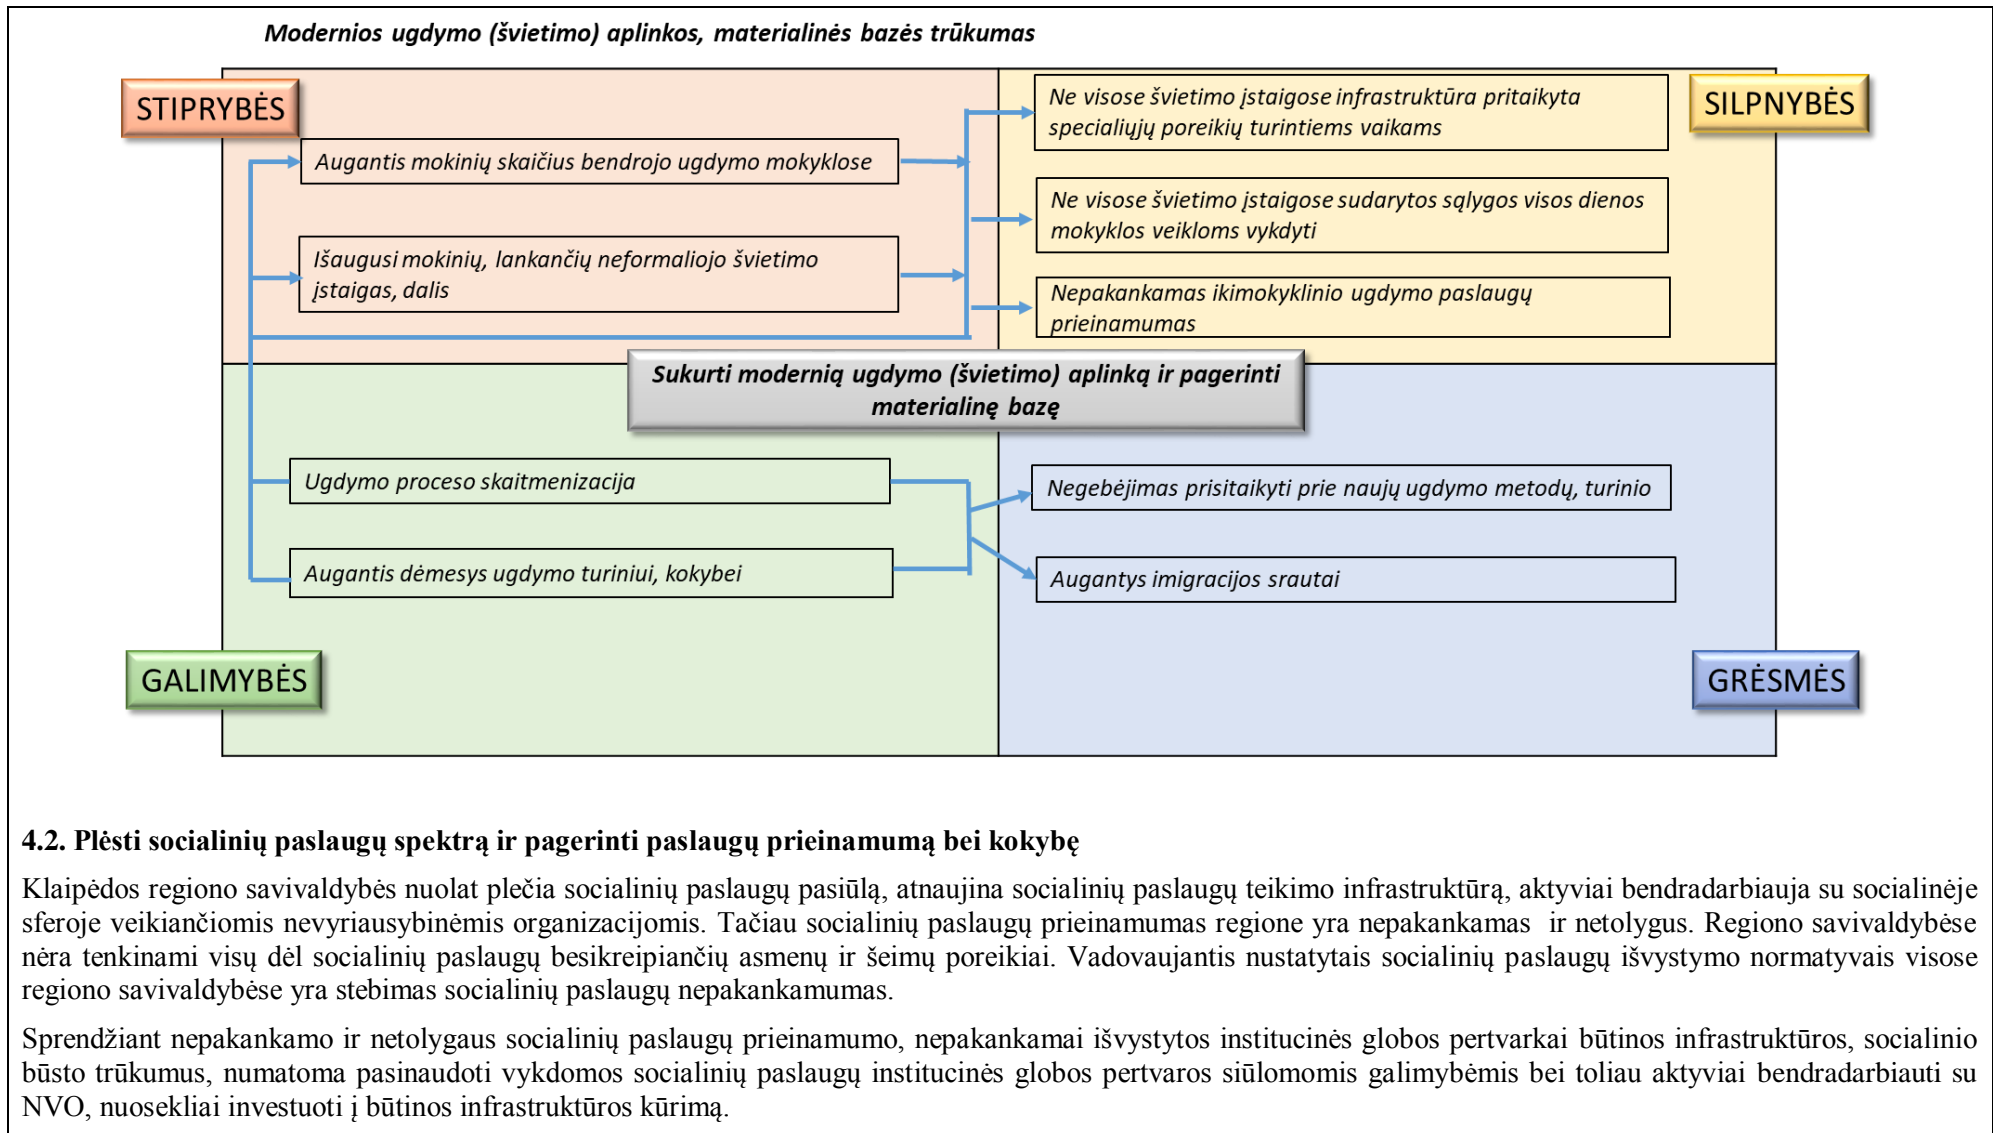 Modernios ugdymo (švietimo) aplinkos, materialinės bazės trūkumas
STIPRYBĖS
Augantis mokinių skaičius bendrojo ugdymo mokyklose
Išaugusi mokinių, lankančių neformaliojo švietimo
įstaigas, dalis
SILPNYBĖS
Ne visose švietimo įstaigose infrastruktūra pritaikyta
specialiųjų poreikių turintiems vaikams
Ne visose švietimo įstaigose sudarytos sąlygos visos dienos
mokyklos veikloms vykdyti
Nepakankamas ikimokyklinio ugdymo paslaugų
prieinamumas
Sukurti modernią ugdymo (švietimo) aplinką ir pagerinti
materialinę bazę
Ugdymo proceso skaitmenizacija
Augantis dėmesys ugdymo turiniui, kokybei
GALIMYBĖS
Negebėjimas prisitaikyti prie naujų ugdymo metodų, turinio
Augantys imigracijos srautai
GRĖSMĖS
4.2. Plėsti socialinių paslaugų spektrą ir pagerinti paslaugų prieinamumą bei kokybę
Klaipėdos regiono savivaldybės nuolat plečia socialinių paslaugų pasiūlą, atnaujina socialinių paslaugų teikimo infrastruktūrą, aktyviai bendradarbiauja su socialinėje
sferoje veikiančiomis nevyriausybinėmis organizacijomis. Tačiau socialinių paslaugų prieinamumas regione yra nepakankamas ir netolygus. Regiono savivaldybėse
nėra tenkinami visų dėl socialinių paslaugų besikreipiančių asmenų ir šeimų poreikiai. Vadovaujantis nustatytais socialinių paslaugų išvystymo normatyvais visose
regiono savivaldybėse yra stebimas socialinių paslaugų nepakankamumas.
Sprendžiant nepakankamo ir netolygaus socialinių paslaugų prieinamumo, nepakankamai išvystytos institucinės globos pertvarkai būtinos infrastruktūros, socialinio
būsto trūkumus, numatoma pasinaudoti vykdomos socialinių paslaugų institucinės globos pertvaros siūlomomis galimybėmis bei toliau aktyviai bendradarbiauti su
NVO, nuosekliai investuoti į būtinos infrastruktūros kūrimą.